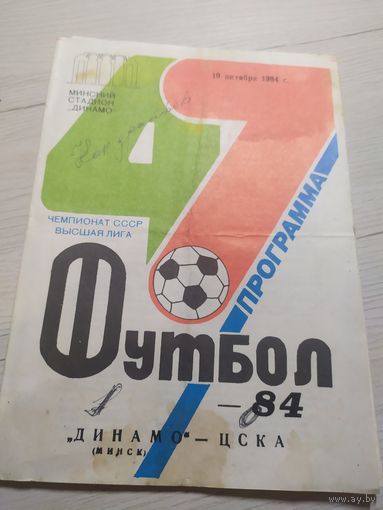 19 октября 1984 г.
МИНСКИЙ
СТАДИОН
„ДИНАМО"
47
ЧЕМПИОНАТ СССР
ВЫСШАЯ ЛИГА
ПРОГРАММА
Футбол
—84
„ДИНАМО" — ЦСКА
(МИНСК)
ay.by